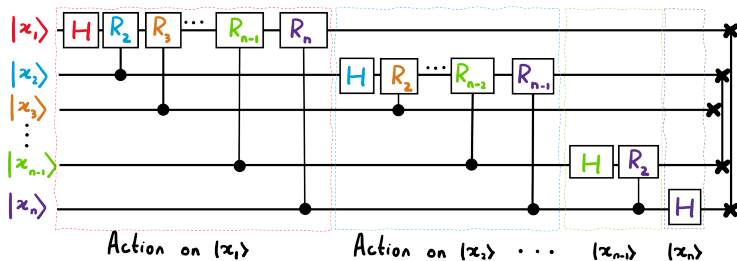 |x₁⟩ H R₂ R₃ ... Rₙ₋₁ Rₙ
|x₂⟩ H R₂ ... Rₙ₋₂ Rₙ₋₁
|x₃⟩
⋮
|xₙ₋₁⟩ H R₂
|xₙ⟩ H
Action on |x₁⟩ Action on |x₂⟩ ... |xₙ₋₁⟩ |xₙ⟩